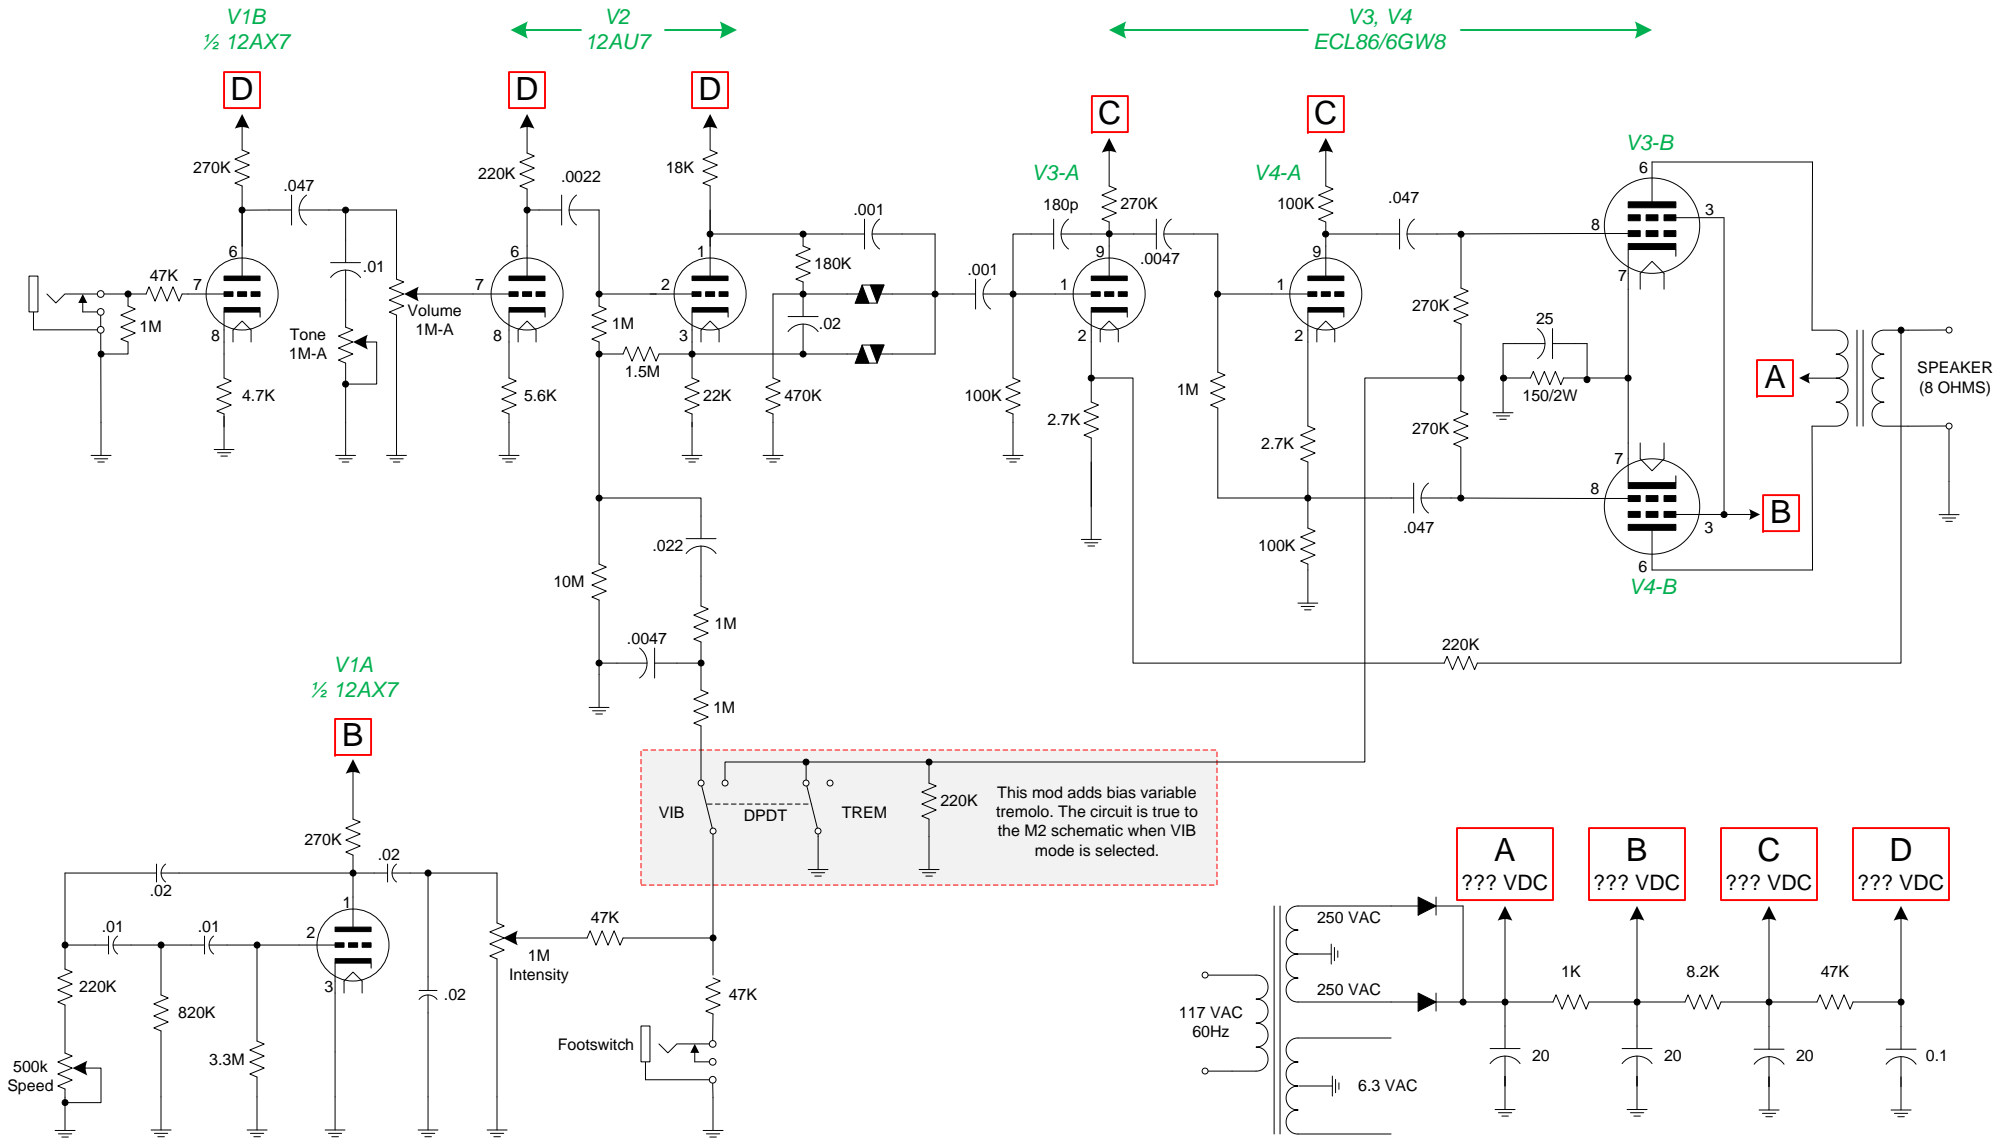 V1B
½ 12AX7
V2
12AU7
V3, V4
ECL86/6GW8
D
D
D
C
C
270K
.047
220K
.0022
18K
V3-A
V4-A
V3-B
6
180p
270K
.0047
100K
.047
3
8
7
.001
6
7
8
47K
1M
.01
Volume
1M-A
Tone
1M-A
4.7K
6
7
8
5.6K
1M
1.5M
1
2
3
22K
180K
.02
470K
.001
9
1
2
100K
2.7K
9
1
2
1M
2.7K
100K
270K
270K
.047
25
150/2W
A
SPEAKER
(8 OHMS)
7
8
3
6
B
V4-B
.022
10M
1M
.0047
1M
220K
V1A
½ 12AX7
B
270K
.02
.02
VIB
DPDT
TREM
220K
This mod adds bias variable
tremolo. The circuit is true to
the M2 schematic when VIB
mode is selected.
.01
.01
1
2
3
220K
820K
3.3M
500k
Speed
.02
1M
Intensity
47K
47K
Footswitch
A
??? VDC
B
??? VDC
C
??? VDC
D
??? VDC
250 VAC
250 VAC
117 VAC
60Hz
6.3 VAC
1K
8.2K
47K
20
20
20
0.1